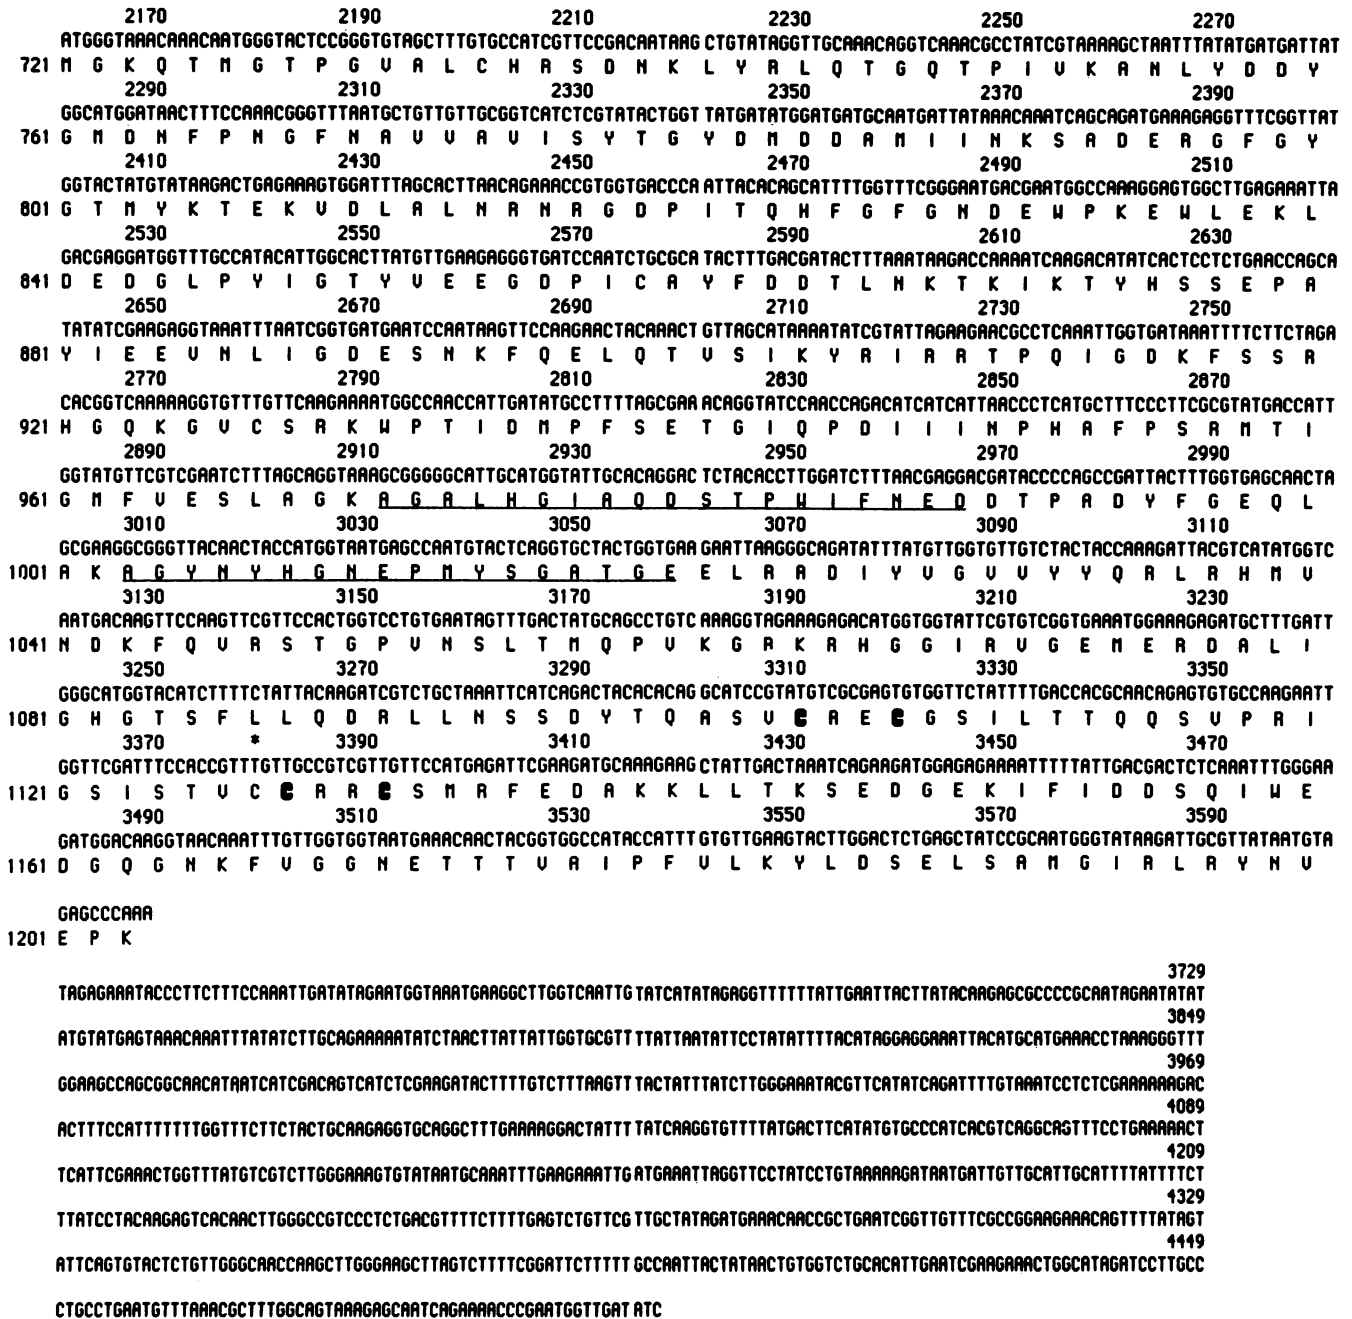 2170 2190 2210 2230 2250 2270
ATGGGTAAACAAACAATGGGTACTCCGGGTGTAGCTTTGTGCCATCGTTCCGACAATAAG CTGTATAGGTTGCAAACAGGTCAAACGCCTATCGTAAAAGCTAATTTATATGATGATTAT
721 M G K Q T M G T P G V A L C H R S D N K L Y R L Q T G Q T P I V K A N L Y D D Y
2290 2310 2330 2350 2370 2390
GGCATGGATAACTTTCCAAACGGGTTTAATGCTGTTGTTGCGGTCATCTCGTATACTGGT TATGATATGGATGATGCAATGATTATAAACAAATCAGCAGATGAAAGAGGTTTCGGTTAT
761 G M D N F P N G F N A V V A V I S Y T G Y D M D D A M I I N K S A D E R G F G Y
2410 2430 2450 2470 2490 2510
GGTACTATGTATAAGACTGAGAAAGTGGATTTAGCACTTAACAGAAACCGTGGTGACCCA ATTACACAGCATTTTGGTTTCGGGAATGACGAATGGCCAAAGGAGTGGCTTGAGAAATTA
801 G T M Y K T E K V D L A L N R N R G D P I T Q H F G F G N D E W P K E W L E K L
2530 2550 2570 2590 2610 2630
GACGAGGATGGTTTGCCATACATTGGCACTTATGTTGAAGAGGGTGATCCAATCTGCGCA TACTTTGACGATACTTTAAATAAGACCAAAATCAAGACATATCACTCCTCTGAACCAGCA
841 D E D G L P Y I G T Y V E E G D P I C A Y F D D T L N K T K I K T Y H S S E P A
2650 2670 2690 2710 2730 2750
TATATCGAAGAGGTAAATTTAATCGGTGATGAATCCAATAAGTTCCAAGAACTACAAACT GTTAGCATAAAATATCGTATTAGAAGAACGCCTCAAATTGGTGATAAATTTTCTTCTAGA
881 Y I E E V N L I G D E S N K F Q E L Q T V S I K Y R I R R T P Q I G D K F S S R
2770 2790 2810 2830 2850 2870
CACGGTCAAAAAGGTGTTTGTTCAAGAAAATGGCCAACCATTGATATGCCTTTTAGCGAA ACAGGTATCCAACCAGACATCATCATTAACCCTCATGCTTTCCCTTCGCGTATGACCATT
921 H G Q K G V C S R K W P T I D M P F S E T G I Q P D I I I N P H A F P S R M T I
2890 2910 2930 2950 2970 2990
GGTATGTTCGTCGAATCTTTAGCAGGTAAAGCGGGGGCATTGCATGGTATTGCACAGGAC TCTACACCTTGGATCTTTAACGAGGACGATACCCCAGCCGATTACTTTGGTGAGCAACTA
961 G M F V E S L A G K A G A L H G I A Q D S T P W I F N E D D T P A D Y F G E Q L
3010 3030 3050 3070 3090 3110
GCGAAGGCGGGTTACAACTACCATGGTAATGAGCCAATGTACTCAGGTGCTACTGGTGAA GAATTAAGGGCAGATATTTATGTTGGTGTTGTCTACTACCAAAGATTACGTCATATGGTC
1001 A K A G Y N Y H G N E P M Y S G A T G E E L R A D I Y V G V V Y Y Q R L R H M V
3130 3150 3170 3190 3210 3230
AATGACAAGTTCCAAGTTCGTTCCACTGGTCCTGTGAATAGTTTGACTATGCAGCCTGTC AAAGGTAGAAAGAGACATGGTGGTATTCGTGTCGGTGAAATGGAAAGAGATGCTTTGATT
1041 N D K F Q V R S T G P V N S L T M Q P V K G R K R H G G I R V G E M E R D A L I
3250 3270 3290 3310 3330 3350
GGGCATGGTACATCTTTTCTATTACAAGATCGTCTGCTAAATTCATCAGACTACACACAG GCATCCGTATGTCGCGAGTGTGGTTCTATTTTGACCACGCAACAGAGTGTGCCAAGAATT
1081 G H G T S F L L Q D R L L N S S D Y T Q A S V C R E C G S I L T T Q Q S V P R I
3370 * 3390 3410 3430 3450 3470
GGTTCGATTTCCACCGTTTGTTGCCGTCGTTGTTCCATGAGATTCGAAGATGCAAAGAAG CTATTGACTAAATCAGAAGATGGAGAGAAAATTTTTATTGACGACTCTCAAATTTGGGAA
1121 G S I S T V C C R R C S M R F E D A K K L L T K S E D G E K I F I D D S Q I W E
3490 3510 3530 3550 3570 3590
GATGGACAAGGTAACAAATTTGTTGGTGGTAATGAAACAACTACGGTGGCCATACCATTT GTGTTGAAGTACTTGGACTCTGAGCTATCCGCAATGGGTATAAGATTGCGTTATAATGTA
1161 D G Q G N K F V G G N E T T T V A I P F V L K Y L D S E L S A M G I R L R Y N V
GAGCCCAAA
1201 E P K
3729
TAGAGAAATACCCTTCTTTCCAAATTGATATAGAATGGTAAATGAAGGCTTGGTCAATTG TATCATATAGAGGTTTTTTATTGAATTACTTATACAAGAGCGCCCCGCAATAGAATATAT
3849
ATGTATGAGTAAACAAATTTATATCTTGCAGAAAAATATCTAACTTATTATTGGTGCGTT TTATTAATATTCCTATATTTTACATAGGAGGAAATTACATGCATGAAACCTAAAGGGTTT
3969
GGAAGCCAGCGGCAACATAATCATCGACAGTCATCTCGAAGATACTTTTGTCTTTAAGTT TACTATTTATCTTGGGAAATACGTTCATATCAGATTTTGTAAATCCTCTCGAAAAAAGAC
4089
ACTTTCCATTTTTTTGGTTTCTTCTACTGCAAGAGGTGCAGGCTTTGAAAAGGACTATTT TATCAAGGTGTTTTATGACTTCATATGTGCCCATCACGTCAGGCASTTTCCTGAAAAACT
4209
TCATTCGAAACTGGTTTATGTCGTCTTGGGAAAGTGTATAATGCAAATTTGAAGAAATTG ATGAAATTAGGTTCCTATCCTGTAAAAAGATAATGATTGTTGCATTGCATTTTATTTTCT
4329
TTATCCTACAAGAGTCACAACTTGGGCCGTCCCTCTGACGTTTTCTTTTGAGTCTGTTCG TTGCTATAGATGAAACAACCGCTGAATCGGTTGTTTCGCCGGAAGAAACAGTTTTATAGT
4449
ATTCAGTGTACTCTGTTGGGCAACCAAGCTTGGGAAGCTTAGTCTTTTCGGATTCTTTTT GCCAATTACTATAACTGTGGTCTGCACATTGAATCGAAGAAACTGGCATAGATCCTTGCC
CTGCCTGAATGTTTAAACGCTTTGGCAGTAAAGAGCAATCAGAAAACCCGAATGGTTGAT ATC